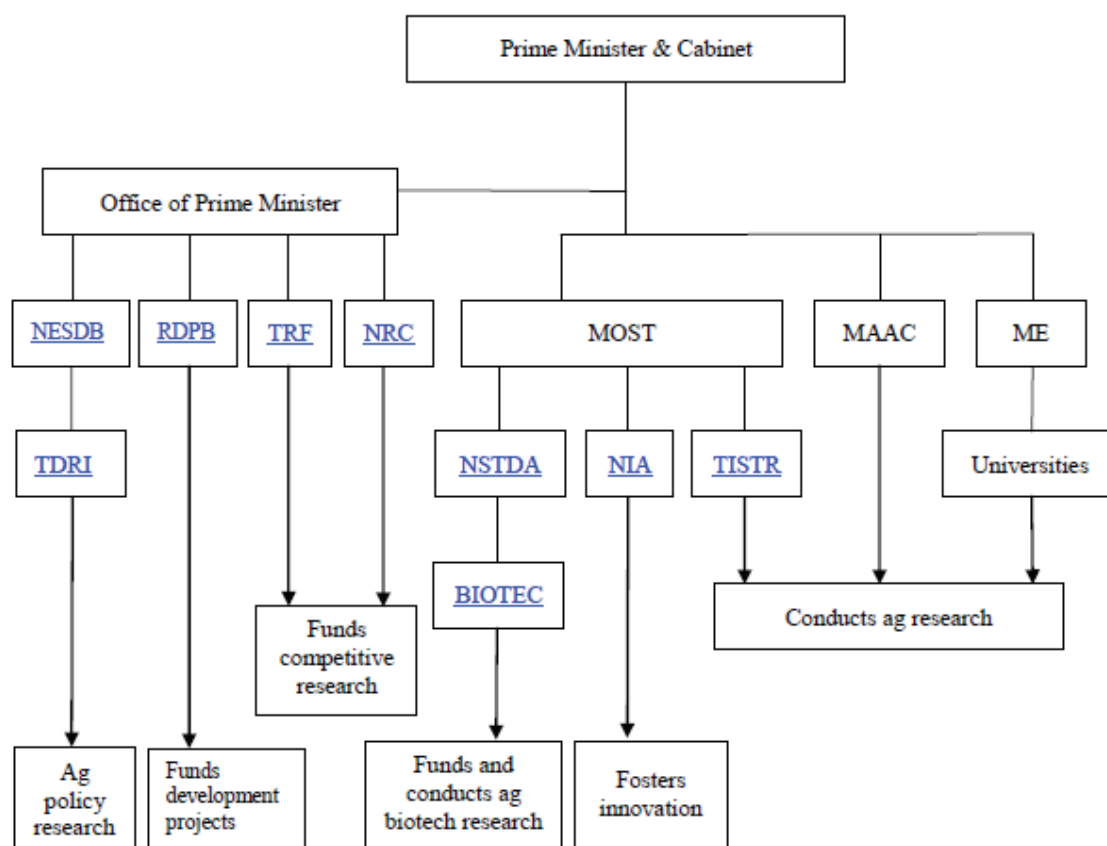 Prime Minister & Cabinet
Office of Prime Minister
NESDB
RDPB
TRF
NRC
MOST
MAAC
ME
TDRI
NSTDA
NIA
TISTR
Universities
BIOTEC
Funds
competitive
research
Conducts ag research
Ag
policy
research
Funds
development
projects
Funds and
conducts ag
biotech research
Fosters
innovation